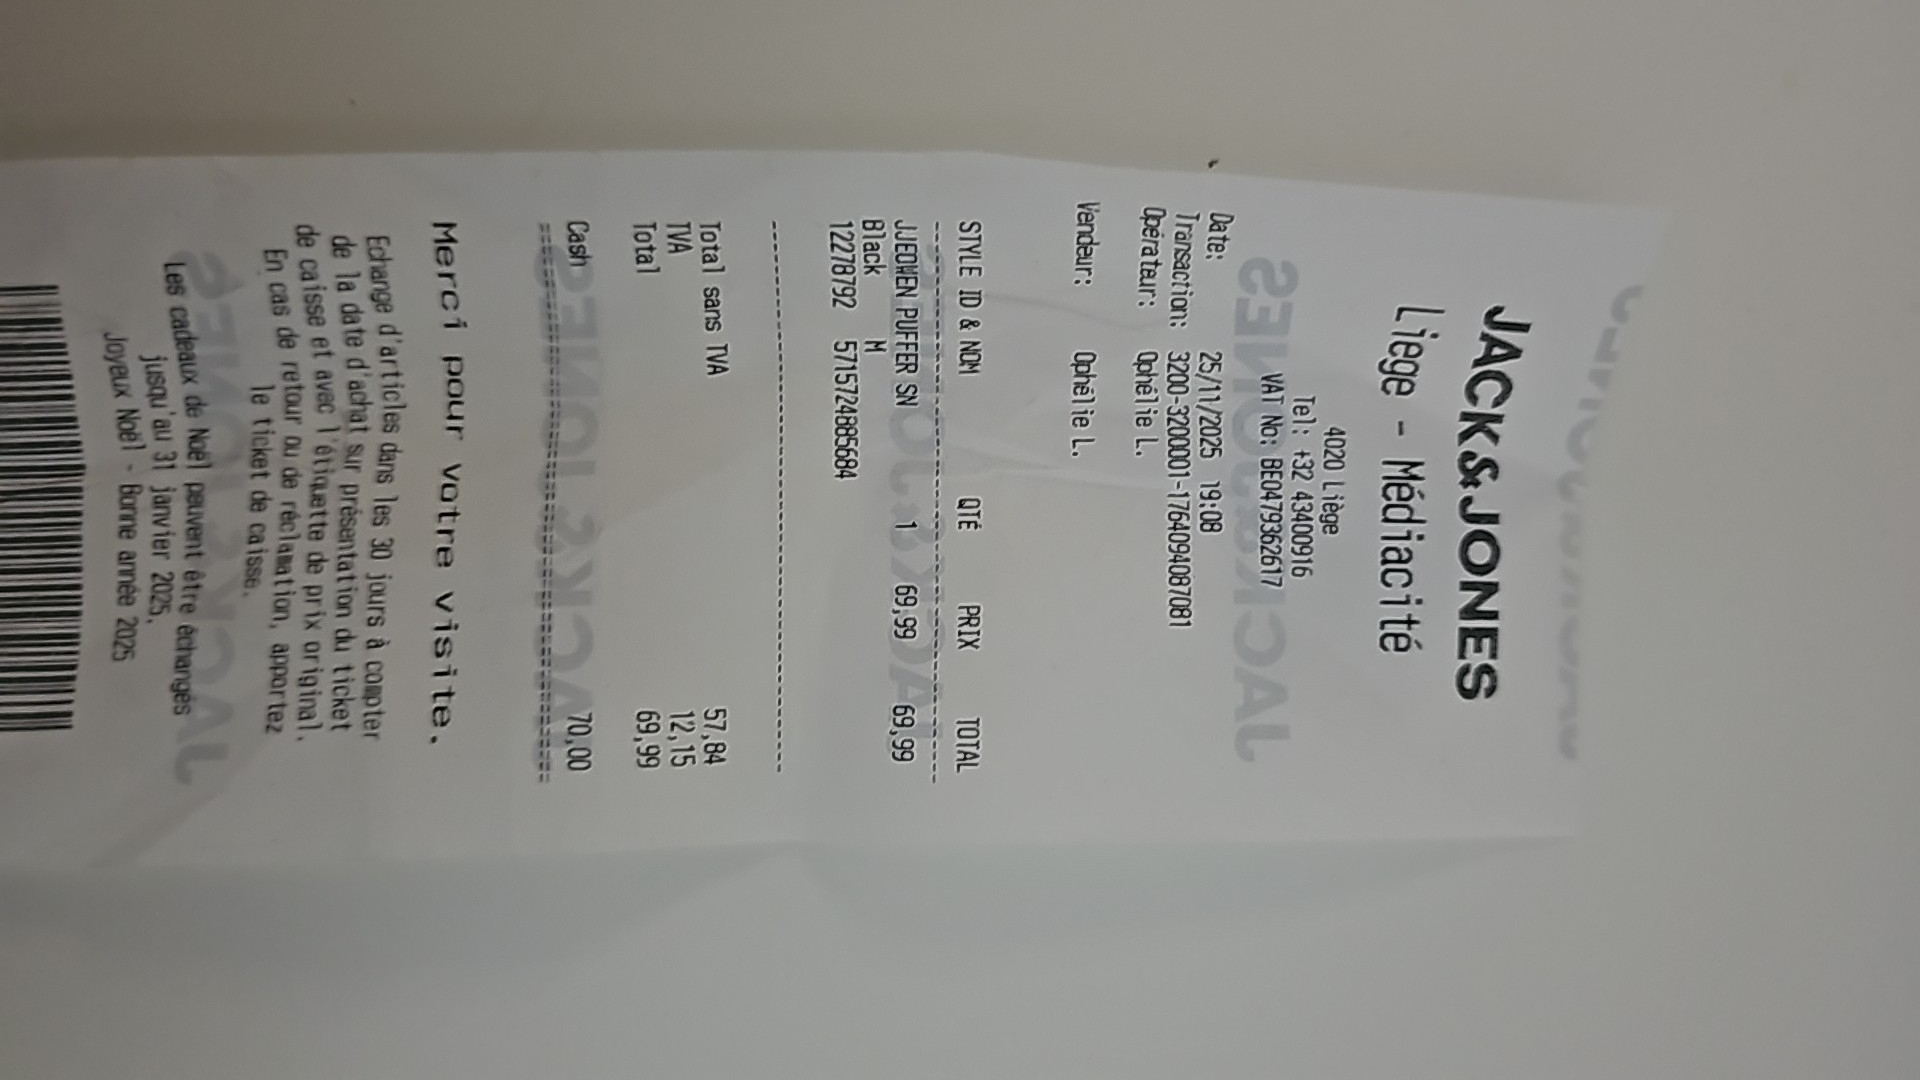 JACK&JONES
Liege - Médiacité
4020 Liège
Tel: +32 43400916
VAT No: BE0479362617
Date: 25/11/2025 19:08
Transaction: 3200-3200001-1764094087081
Opérateur: Ophélie L.
Vendeur: Ophélie L.
STYLE ID & NOM QTÉ PRIX TOTAL
JJEOWEN PUFFER SN 1 69,99 69,99
Black M
12278792 5715724885684
Total sans TVA 57,84
TVA 12,15
Total 69,99
Cash 70,00
Merci pour votre visite.
Echange d'articles dans les 30 jours à compter
de la date d'achat sur présentation du ticket
de caisse et avec l'étiquette de prix original.
En cas de retour ou de réclamation, apportez
le ticket de caisse.
Les cadeaux de Noël peuvent être échangés
jusqu'au 31 janvier 2025.
Joyeux Noël - Bonne année 2025